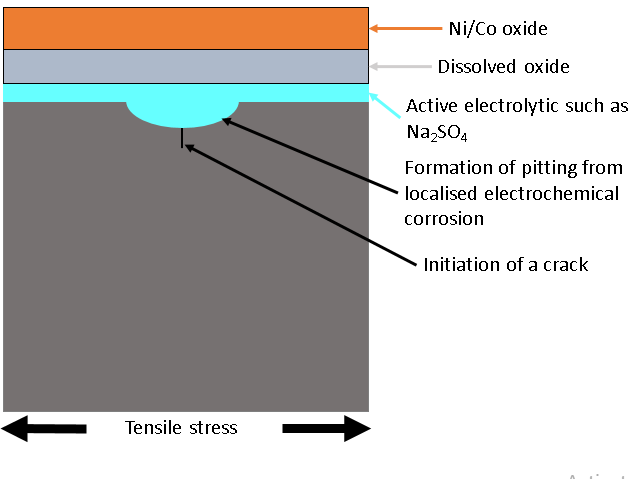 Ni/Co oxide
Dissolved oxide
Active electrolytic such as
Na₂SO₄
Formation of pitting from
localised electrochemical
corrosion
Initiation of a crack
Tensile stress